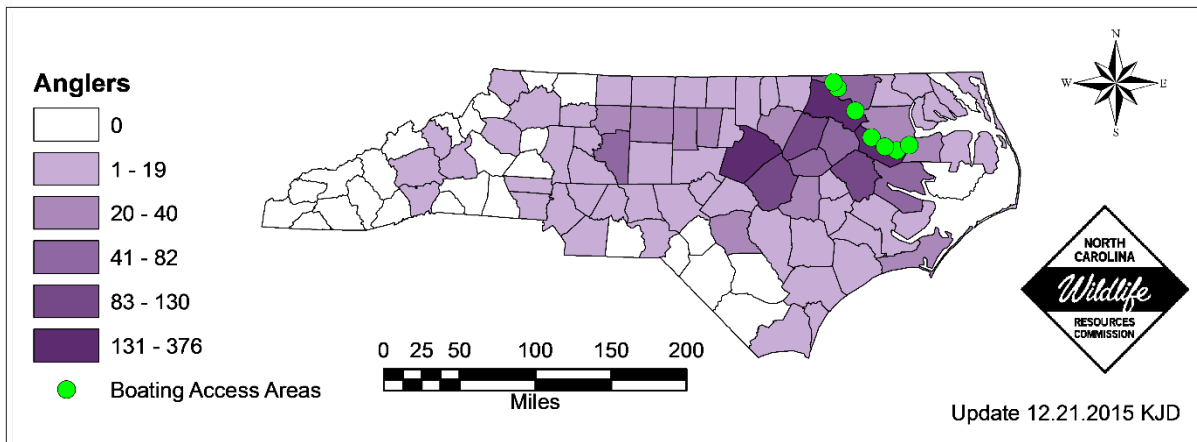 Anglers
0
1 - 19
20 - 40
41 - 82
83 - 130
131 - 376
Boating Access Areas
0 25 50 100 150 200
Miles
N
W E
S
NORTH
CAROLINA
Wildlife
RESOURCES
COMMISSION
Update 12.21.2015 KJD